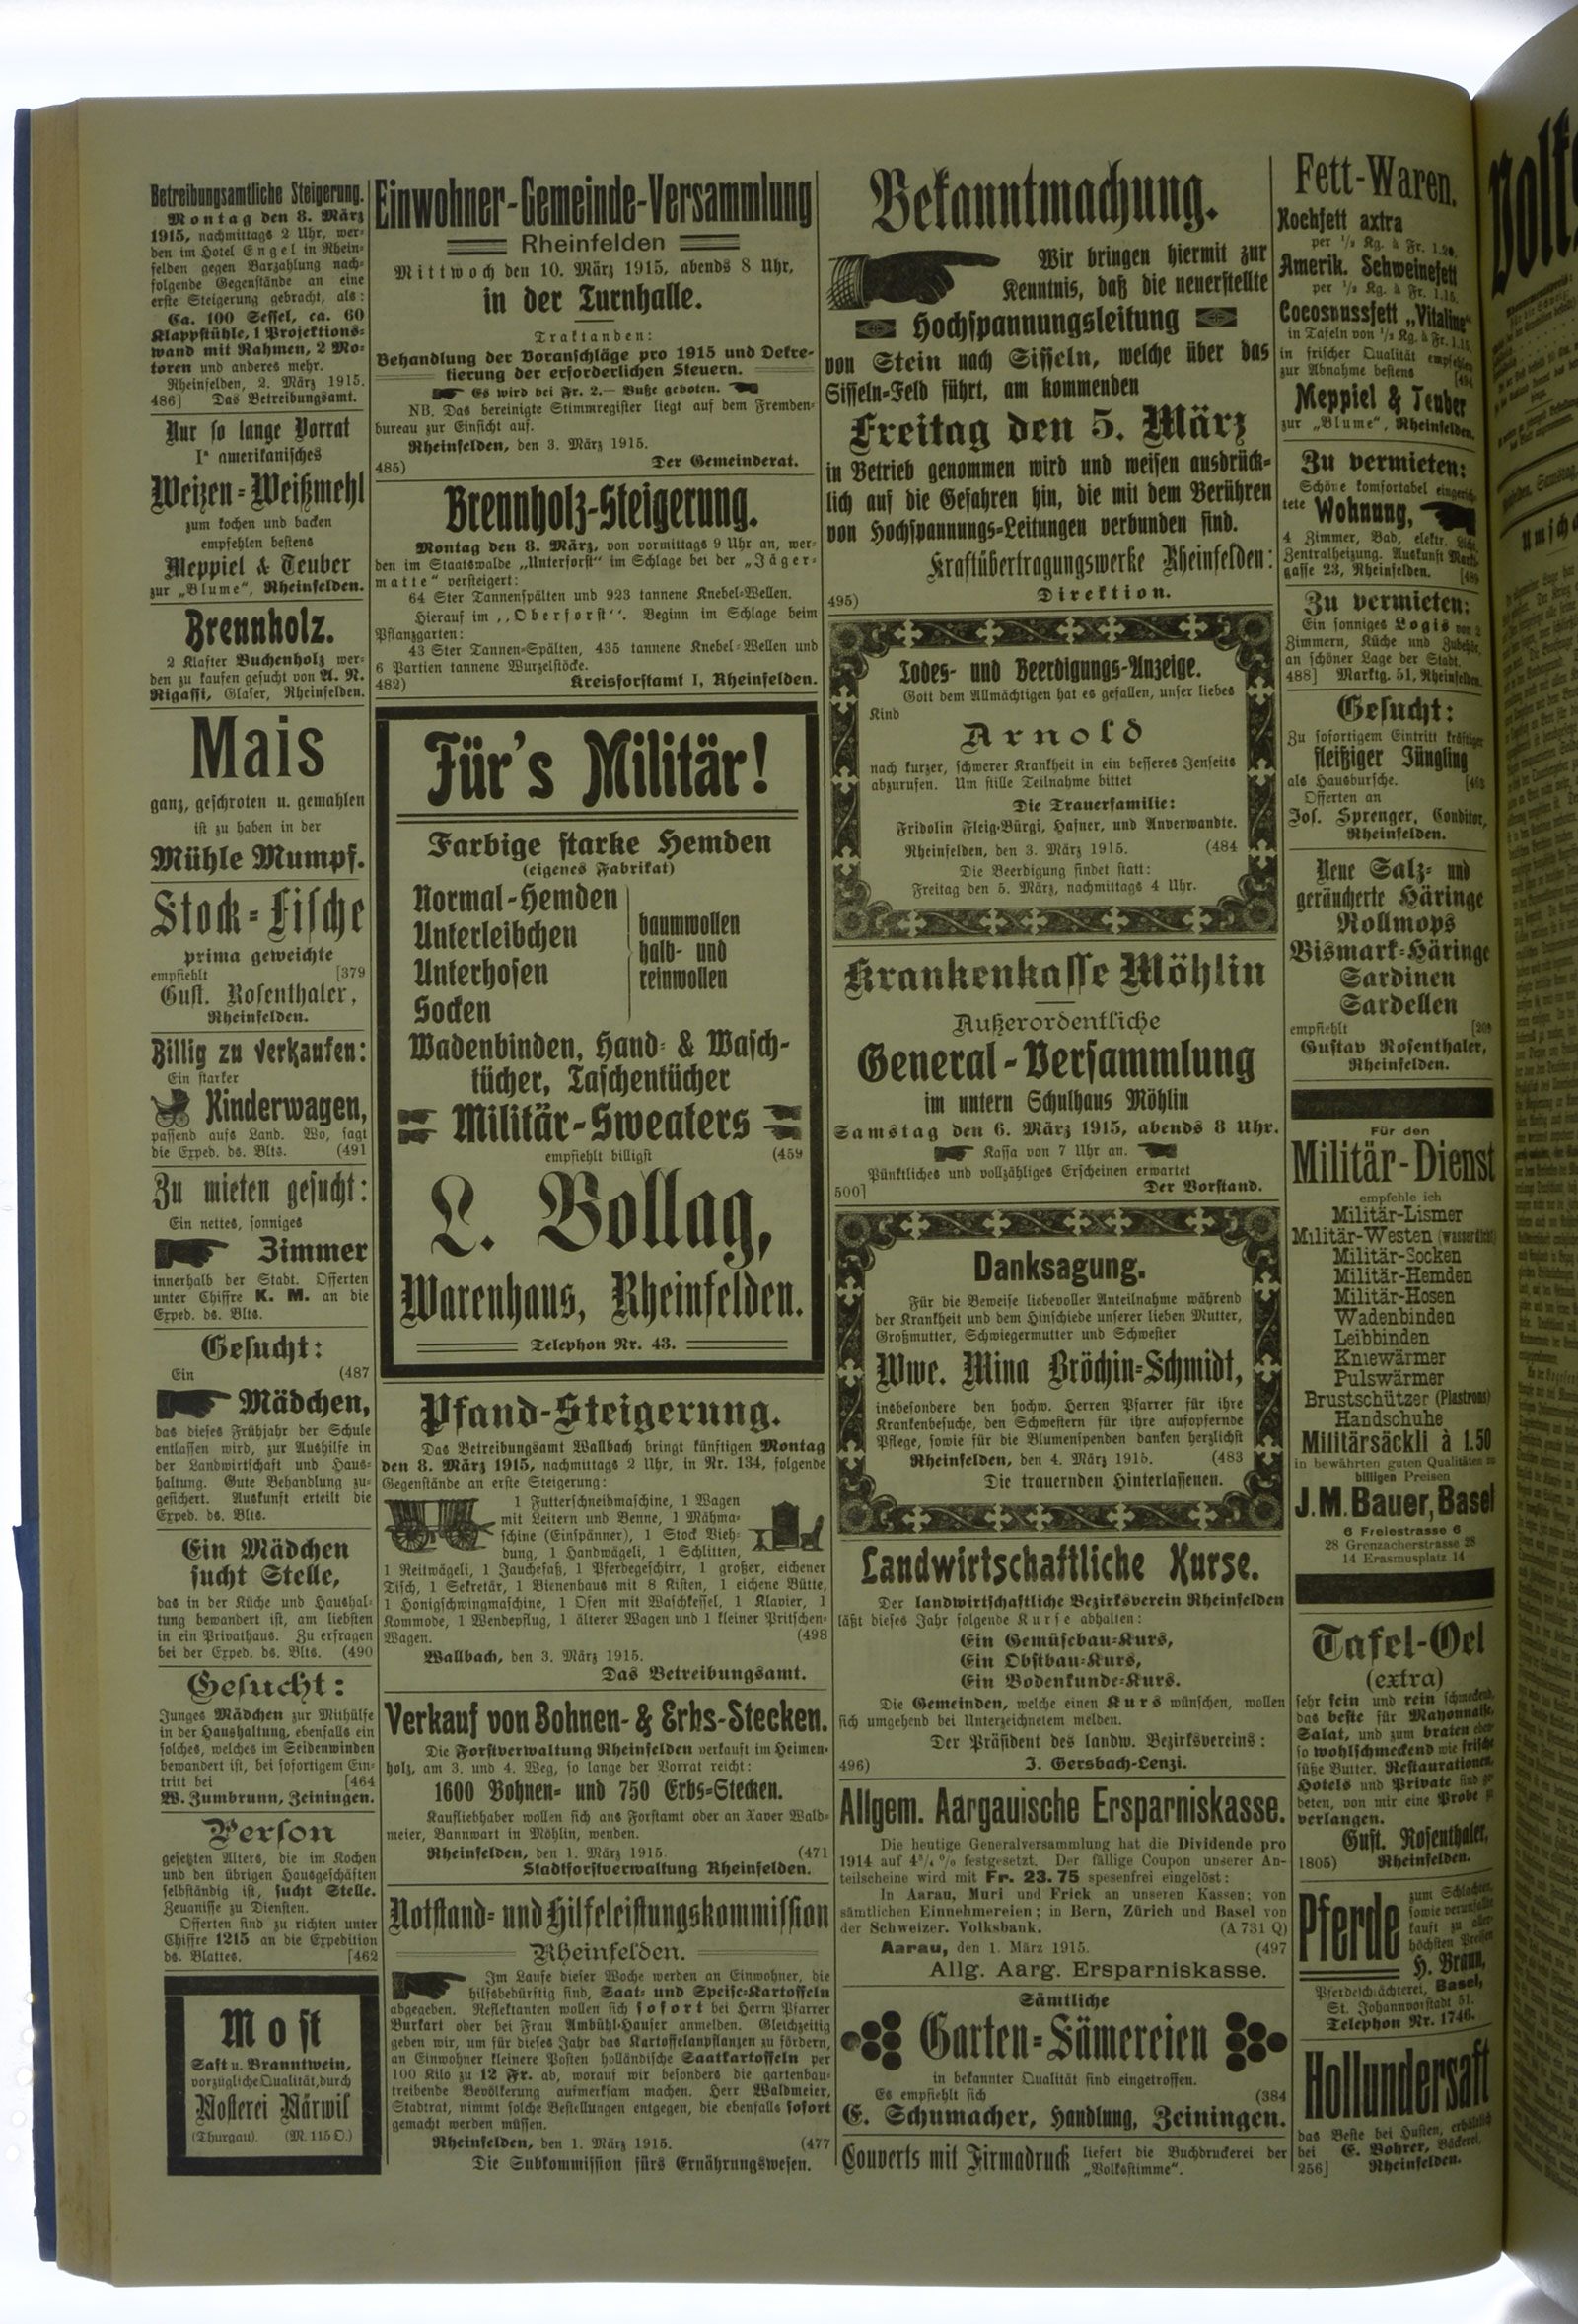 Betreibungsamtliche Steigerung.
Montag den 8. März
1915, nachmittags 2 Uhr, wer-
den im Hotel Engel in Rhein-
felden gegen Barzahlung nach-
folgende Gegenstände an eine
erste Steigerung gebracht, als:
Ca. 100 Sessel, ca. 60
Klappstühle, 1 Projektions-
wand mit Rahmen, 2 Mo-
toren und anderes mehr.
Rheinfelden, 2. März 1915.
486] Das Betreibungsamt.
Nur so lange Vorrat
Iª amerikanisches
Weizen-Weißmehl
zum kochen und backen
empfehlen bestens
Meppiel & Teuber
zur „Blume“, Rheinfelden.
Brennholz.
2 Klafter Buchenholz wer-
den zu kaufen gesucht von A. R.
Rigassi, Glaser, Rheinfelden.
Mais
ganz, geschroten u. gemahlen
ist zu haben in der
Mühle Mumpf.
Stock-Fische
prima geweichte
empfiehlt [379
Gust. Rosenthaler,
Rheinfelden.
Billig zu verkaufen:
Ein starker
Kinderwagen,
passend aufs Land. Wo, sagt
die Exped. ds. Blts. (491
Zu mieten gesucht:
Ein nettes, sonniges
Zimmer
innerhalb der Stadt. Offerten
unter Chiffre K. M. an die
Exped. ds. Blts.
Gesucht:
Ein (487
Mädchen,
das dieses Frühjahr der Schule
entlassen wird, zur Aushilfe in
der Landwirtschaft und Haus-
haltung. Gute Behandlung zu-
gesichert. Auskunft erteilt die
Exped. ds. Blts.
Ein Mädchen
sucht Stelle,
das in der Küche und Haushal-
tung bewandert ist, am liebsten
in ein Privathaus. Zu erfragen
bei der Exped. ds. Blts. (490
Gesucht:
Junges Mädchen zur Mithülfe
in der Haushaltung, ebenfalls ein
solches, welches im Seidenwinden
bewandert ist, bei sofortigem Ein-
tritt bei [464
W. Zumbrunn, Zeiningen.
Person
gesetzten Alters, die im Kochen
und den übrigen Hausgeschäften
selbständig ist, sucht Stelle.
Zeugnisse zu Diensten.
Offerten sind zu richten unter
Chiffre 1215 an die Expedition
ds. Blattes. [462
Most
Saft u. Branntwein,
vorzügliche Qualität, durch
Mosterei Märwil
(Thurgau). (M. 115 O.)
Einwohner-Gemeinde-Versammlung
Rheinfelden
Mittwoch den 10. März 1915, abends 8 Uhr,
in der Turnhalle.
Traktanden:
Behandlung der Voranschläge pro 1915 und Dekre-
tierung der erforderlichen Steuern.
Es wird bei Fr. 2.— Buße geboten.
NB. Das bereinigte Stimmregister liegt auf dem Fremden-
bureau zur Einsicht auf.
Rheinfelden, den 3. März 1915.
485) Der Gemeinderat.
Brennholz-Steigerung.
Montag den 8. März, von vormittags 9 Uhr an, wer-
den im Staatswalde „Unterforst“ im Schlage bei der „Jäger-
matte“ versteigert:
64 Ster Tannenspälten und 923 tannene Knebel-Wellen.
Hierauf im „Oberforst“. Beginn im Schlage beim
Pflanzgarten:
43 Ster Tannen-Spälten, 435 tannene Knebel-Wellen und
6 Partien tannene Wurzelstöcke.
482) Kreisforstamt I, Rheinfelden.
Für's Militär!
Farbige starke Hemden
(eigenes Fabrikat)
Normal-Hemden
Unterleibchen
Unterhosen
Socken
baumwollen
halb- und
reinwollen
Wadenbinden, Hand- & Wasch-
tücher, Taschentücher
Militär-Sweaters
empfiehlt billigst (459
L. Bollag,
Warenhaus, Rheinfelden.
Telephon Nr. 43.
Pfand-Steigerung.
Das Betreibungsamt Wallbach bringt künftigen Montag
den 8. März 1915, nachmittags 2 Uhr, in Nr. 134, folgende
Gegenstände an erste Steigerung:
1 Futterschneidmaschine, 1 Wagen
mit Leitern und Benne, 1 Mähma-
schine (Einspänner), 1 Stock Vieh-
dung, 1 Handwägeli, 1 Schlitten,
1 Reitwägeli, 1 Jauchefaß, 1 Pferdegeschirr, 1 großer, eichener
Tisch, 1 Sekretär, 1 Bienenhaus mit 8 Kisten, 1 eichene Bütte,
1 Honigschwingmaschine, 1 Ofen mit Waschkessel, 1 Klavier, 1
Kommode, 1 Wendepflug, 1 älterer Wagen und 1 kleiner Pritschen-
Wagen. (498
Wallbach, den 3. März 1915.
Das Betreibungsamt.
Verkauf von Bohnen- & Erbs-Stecken.
Die Forstverwaltung Rheinfelden verkauft im Heimen-
holz, am 3. und 4. Weg, so lange der Vorrat reicht:
1600 Bohnen- und 750 Erbs-Stecken.
Kaufliebhaber wollen sich ans Forstamt oder an Xaver Wald-
meier, Bannwart in Möhlin, wenden.
Rheinfelden, den 1. März 1915. (471
Stadtforstverwaltung Rheinfelden.
Notstand- und Hilfeleistungskommission
Rheinfelden.
Im Laufe dieser Woche werden an Einwohner, die
hilfsbedürftig sind, Saat- und Speise-Kartoffeln
abgegeben. Reflektanten wollen sich sofort bei Herrn Pfarrer
Burkart oder bei Frau Ambühl-Hauser anmelden. Gleichzeitig
geben wir, um für dieses Jahr das Kartoffelanpflanzen zu fördern,
an Einwohner kleinere Posten holländische Saatkartoffeln per
100 Kilo zu 12 Fr. ab, worauf wir besonders die gartenbau-
treibende Bevölkerung aufmerksam machen. Herr Waldmeier,
Stadtrat, nimmt solche Bestellungen entgegen, die ebenfalls sofort
gemacht werden müssen.
Rheinfelden, den 1. März 1915. (477
Die Subkommission fürs Ernährungswesen.
Bekanntmachung.
Wir bringen hiermit zur
Kenntnis, daß die neuerstellte
Hochspannungsleitung
von Stein nach Sisseln, welche über das
Sisseln-Feld führt, am kommenden
Freitag den 5. März
in Betrieb genommen wird und weisen ausdrück-
lich auf die Gefahren hin, die mit dem Berühren
von Hochspannungs-Leitungen verbunden sind.
Kraftübertragungswerke Rheinfelden:
495) Direktion.
Todes- und Beerdigungs-Anzeige.
Gott dem Allmächtigen hat es gefallen, unser liebes
Kind
Arnold
nach kurzer, schwerer Krankheit in ein besseres Jenseits
abzurufen. Um stille Teilnahme bittet
Die Trauerfamilie:
Fridolin Fleig-Bürgi, Hafner, und Anverwandte.
Rheinfelden, den 3. März 1915. (484
Die Beerdigung findet statt:
Freitag den 5. März, nachmittags 4 Uhr.
Krankenkasse Möhlin
Außerordentliche
General-Versammlung
im untern Schulhaus Möhlin
Samstag den 6. März 1915, abends 8 Uhr.
Kassa von 7 Uhr an.
Pünktliches und vollzähliges Erscheinen erwartet
500] Der Vorstand.
Danksagung.
Für die Beweise liebevoller Anteilnahme während
der Krankheit und dem Hinschiede unserer lieben Mutter,
Großmutter, Schwiegermutter und Schwester
Wwe. Mina Bröchin-Schmidt,
insbesondere den hochw. Herren Pfarrer für ihre
Krankenbesuche, den Schwestern für ihre aufopfernde
Pflege, sowie für die Blumenspenden danken herzlichst
Rheinfelden, den 4. März 1915. (483
Die trauernden Hinterlassenen.
Landwirtschaftliche Kurse.
Der landwirtschaftliche Bezirksverein Rheinfelden
läßt dieses Jahr folgende Kurse abhalten:
Ein Gemüsebau-Kurs,
Ein Obstbau-Kurs,
Ein Bodenkunde-Kurs.
Die Gemeinden, welche einen Kurs wünschen, wollen
sich umgehend bei Unterzeichnetem melden.
Der Präsident des landw. Bezirksvereins:
496) J. Gersbach-Lenzi.
Allgem. Aargauische Ersparniskasse.
Die heutige Generalversammlung hat die Dividende pro
1914 auf 4¾ % festgesetzt. Der fällige Coupon unserer An-
teilscheine wird mit Fr. 23.75 spesenfrei eingelöst:
In Aarau, Muri und Frick an unseren Kassen; von
sämtlichen Einnehmereien; in Bern, Zürich und Basel von
der Schweizer. Volksbank. (A 731 Q)
Aarau, den 1. März 1915. (497
Allg. Aarg. Ersparniskasse.
Sämtliche
Garten-Sämereien
in bekannter Qualität sind eingetroffen.
Es empfiehlt sich (384
E. Schumacher, Handlung, Zeiningen.
Couverts mit Firmadruck liefert die Buchdruckerei der
„Volksstimme“.
Fett-Waren.
Kochfett axtra
per ½ Kg. à Fr. 1.20,
Amerik. Schweinefett
per ½ Kg. à Fr. 1.15,
Cocosnussfett „Vitaline“
in Tafeln von ½ Kg. à Fr. 1.15,
in frischer Qualität empfehlen
zur Abnahme bestens [494
Meppiel & Teuber
zur „Blume“, Rheinfelden.
Zu vermieten:
Schöne komfortabel eingerich-
tete Wohnung,
4 Zimmer, Bad, elektr. Licht,
Zentralheizung. Auskunft Markt-
gasse 23, Rheinfelden. [489
Zu vermieten:
Ein sonniges Logis von 2
Zimmern, Küche und Zubehör,
an schöner Lage der Stadt.
488] Marktg. 51, Rheinfelden.
Gesucht:
Zu sofortigem Eintritt kräftiger
fleißiger Jüngling
als Hausbursche. [463
Offerten an
Jos. Sprenger, Conditor,
Rheinfelden.
Neue Salz- und
geräucherte Häringe
Rollmops
Bismark-Häringe
Sardinen
Sardellen
empfiehlt [209
Gustav Rosenthaler,
Rheinfelden.
Für den
Militär-Dienst
empfehle ich
Militär-Lismer
Militär-Westen (wasserdicht)
Militär-Socken
Militär-Hemden
Militär-Hosen
Wadenbinden
Leibbinden
Kniewärmer
Pulswärmer
Brustschützer (Plastrons)
Handschuhe
Militärsäckli à 1.50
in bewährten guten Qualitäten zu
billigen Preisen
J. M. Bauer, Basel
6 Freiestrasse 6
28 Grenzacherstrasse 28
14 Erasmusplatz 14
Tafel-Oel
(extra)
sehr fein und rein schmeckend,
das beste für Mayonnaise,
Salat, und zum braten eben-
so wohlschmeckend wie frische
süße Butter. Restaurationen,
Hotels und Private sind ge-
beten, von mir eine Probe zu
verlangen.
Gust. Rosenthaler,
1805) Rheinfelden.
Pferde
zum Schlachten,
sowie verunfallte
kauft zu aller-
höchsten Preisen
H. Braun,
Pferdeschlächterei, Basel,
St. Johannvorstadt 51.
Telephon Nr. 1746.
Hollundersaft
das Beste bei Husten, erhältlich
bei E. Bohrer, Bäckerei,
256] Rheinfelden.